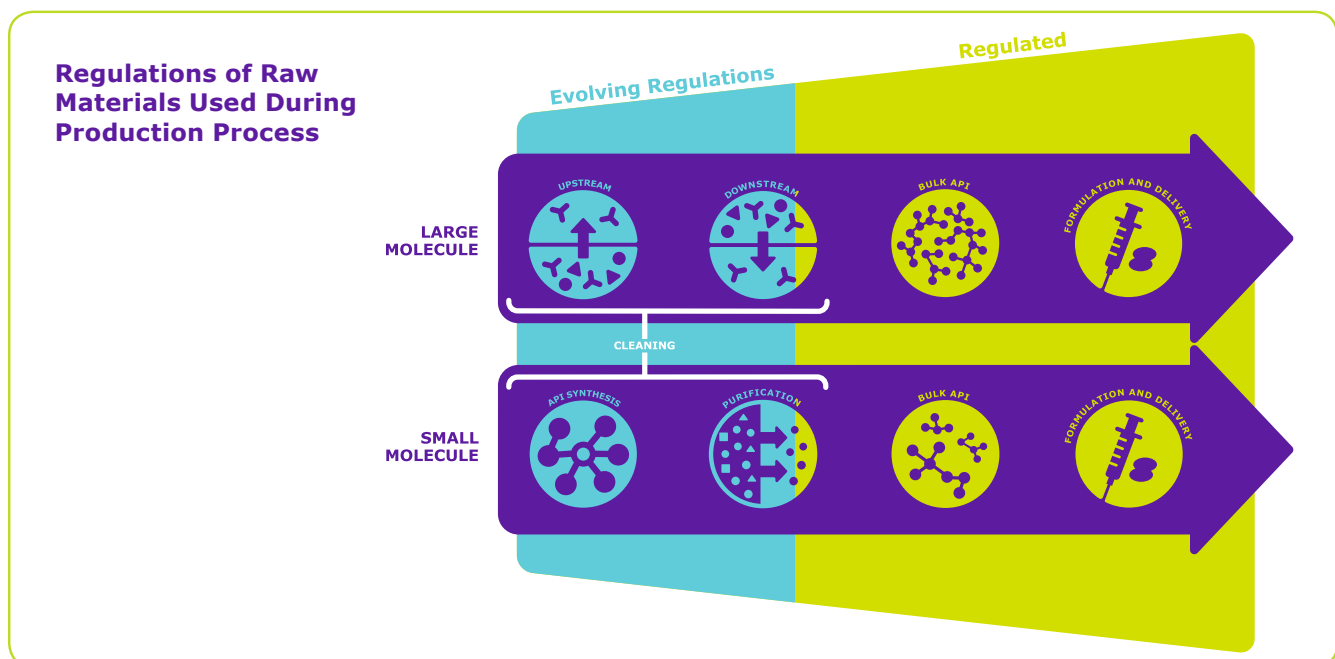 Regulations of Raw
Materials Used During
Production Process
Evolving Regulations
Regulated
LARGE
MOLECULE
UPSTREAM
DOWNSTREAM
BULK API
FORMULATION AND DELIVERY
CLEANING
SMALL
MOLECULE
API SYNTHESIS
PURIFICATION
BULK API
FORMULATION AND DELIVERY